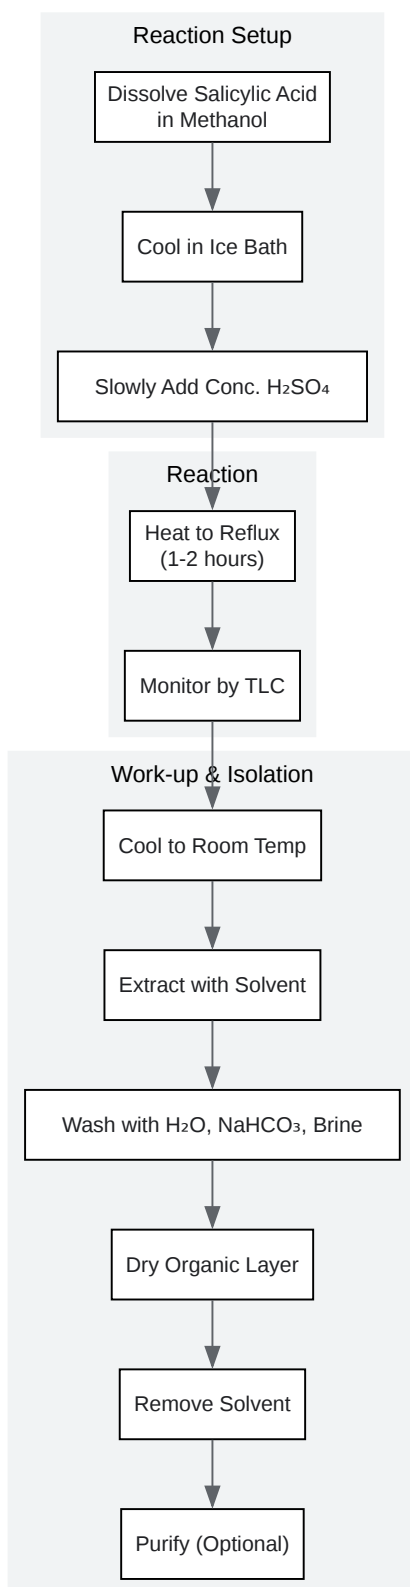 Reaction Setup
Dissolve Salicylic Acid
in Methanol
Cool in Ice Bath
Slowly Add Conc. H₂SO₄
Reaction
Heat to Reflux
(1-2 hours)
Monitor by TLC
Work-up & Isolation
Cool to Room Temp
Extract with Solvent
Wash with H₂O, NaHCO₃, Brine
Dry Organic Layer
Remove Solvent
Purify (Optional)